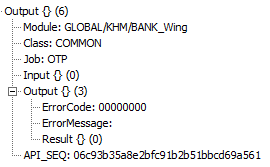 Output {} (6)
Module: GLOBAL/KHM/BANK_Wing
Class: COMMON
Job: OTP
Input {} (0)
Output {} (3)
ErrorCode: 00000000
ErrorMessage:
Result {} (0)
API_SEQ: 06c93b35a8e2bfc91b2b51bbcd69a561